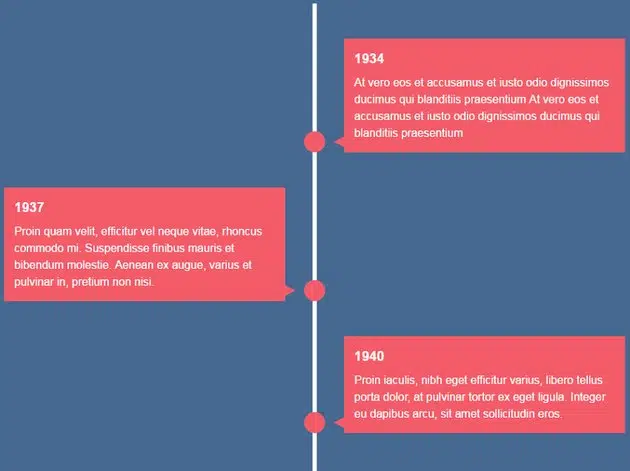 1934
At vero eos et accusamus et iusto odio dignissimos
ducimus qui blanditiis praesentium At vero eos et
accusamus et iusto odio dignissimos ducimus qui
blanditiis praesentium
1937
Proin quam velit, efficitur vel neque vitae, rhoncus
commodo mi. Suspendisse finibus mauris et
bibendum molestie. Aenean ex augue, varius et
pulvinar in, pretium non nisi.
1940
Proin iaculis, nibh eget efficitur varius, libero tellus
porta dolor, at pulvinar tortor ex eget ligula. Integer
eu dapibus arcu, sit amet sollicitudin eros.